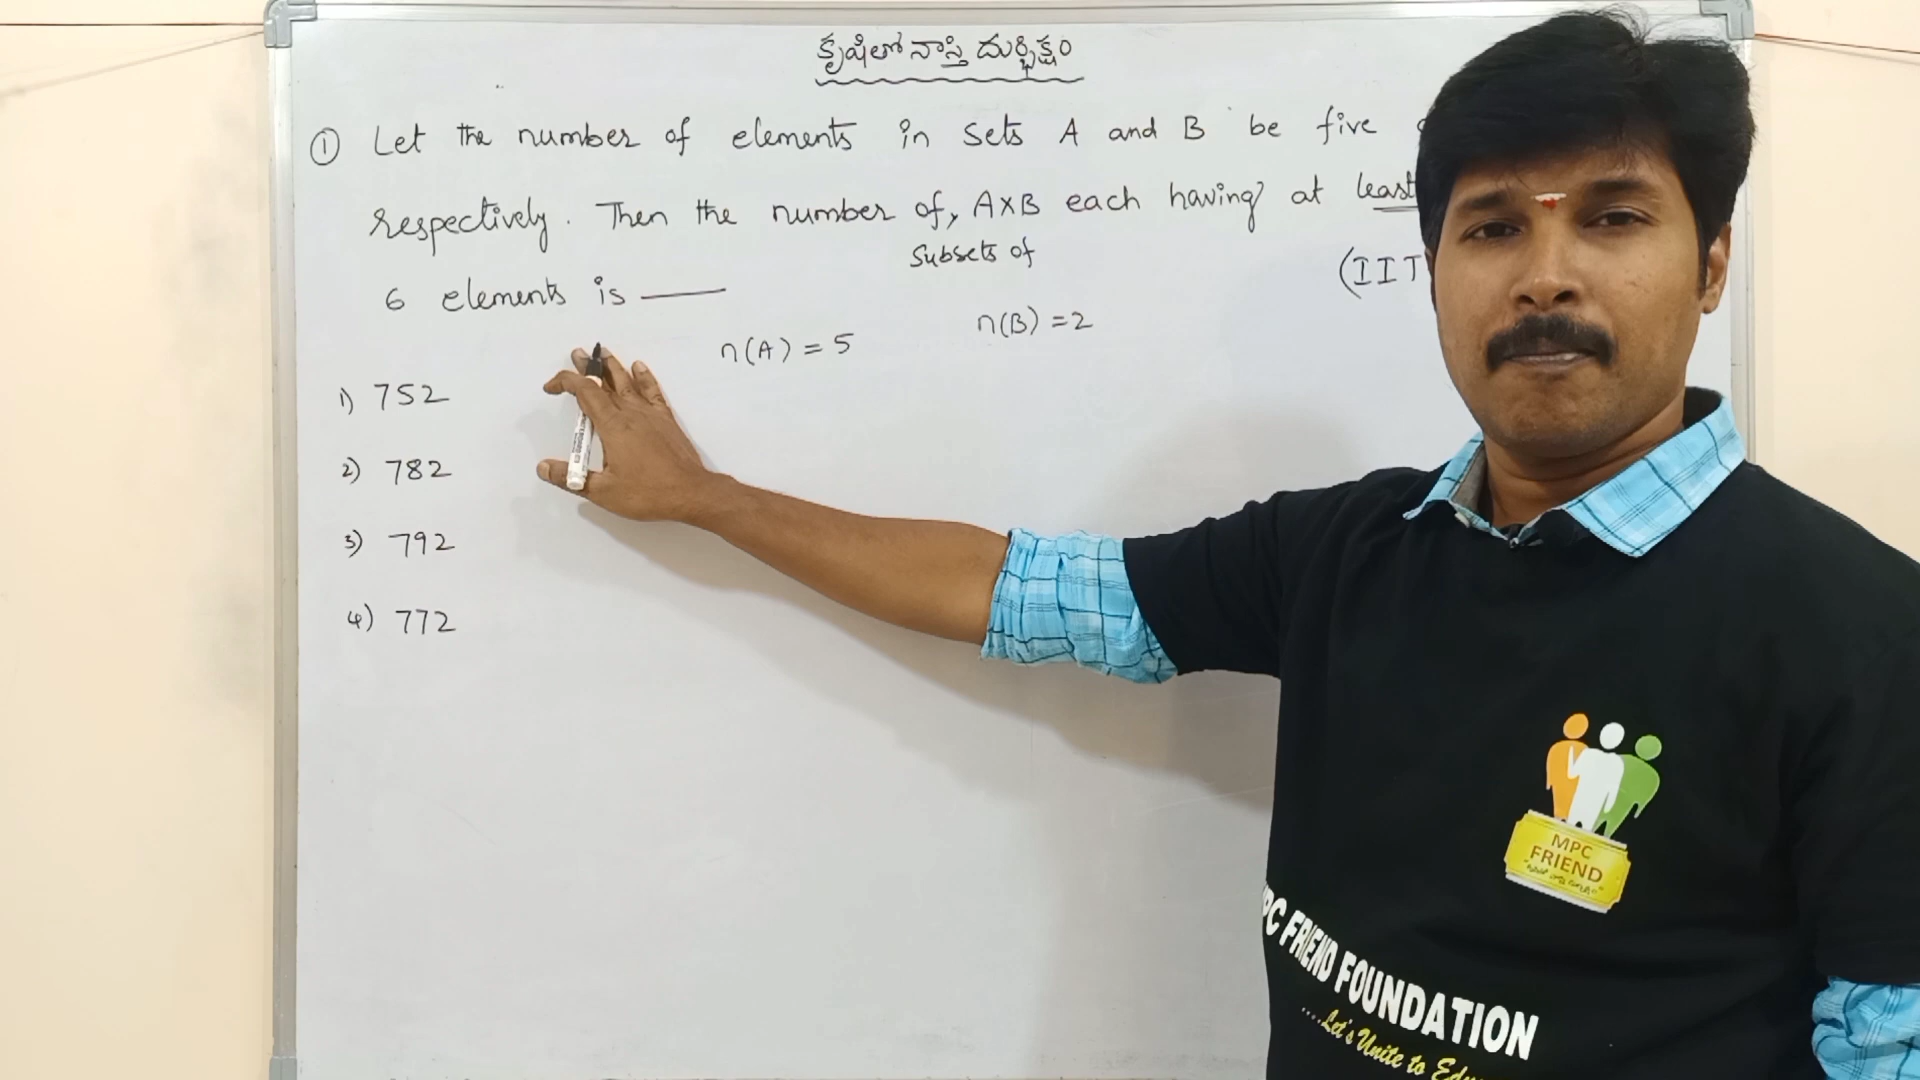 కృషితో నాస్తి దుర్భిక్షం
① Let the number of elements in sets A and B be five
respectively. Then the number of, A×B each having at least
Subsets of
(IIT
6 elements is ——
n(A) = 5
n(B) = 2
1) 752
2) 782
3) 792
4) 772
MPC
FRIEND
PC FRIEND FOUNDATION
....Let's Unite to Edu